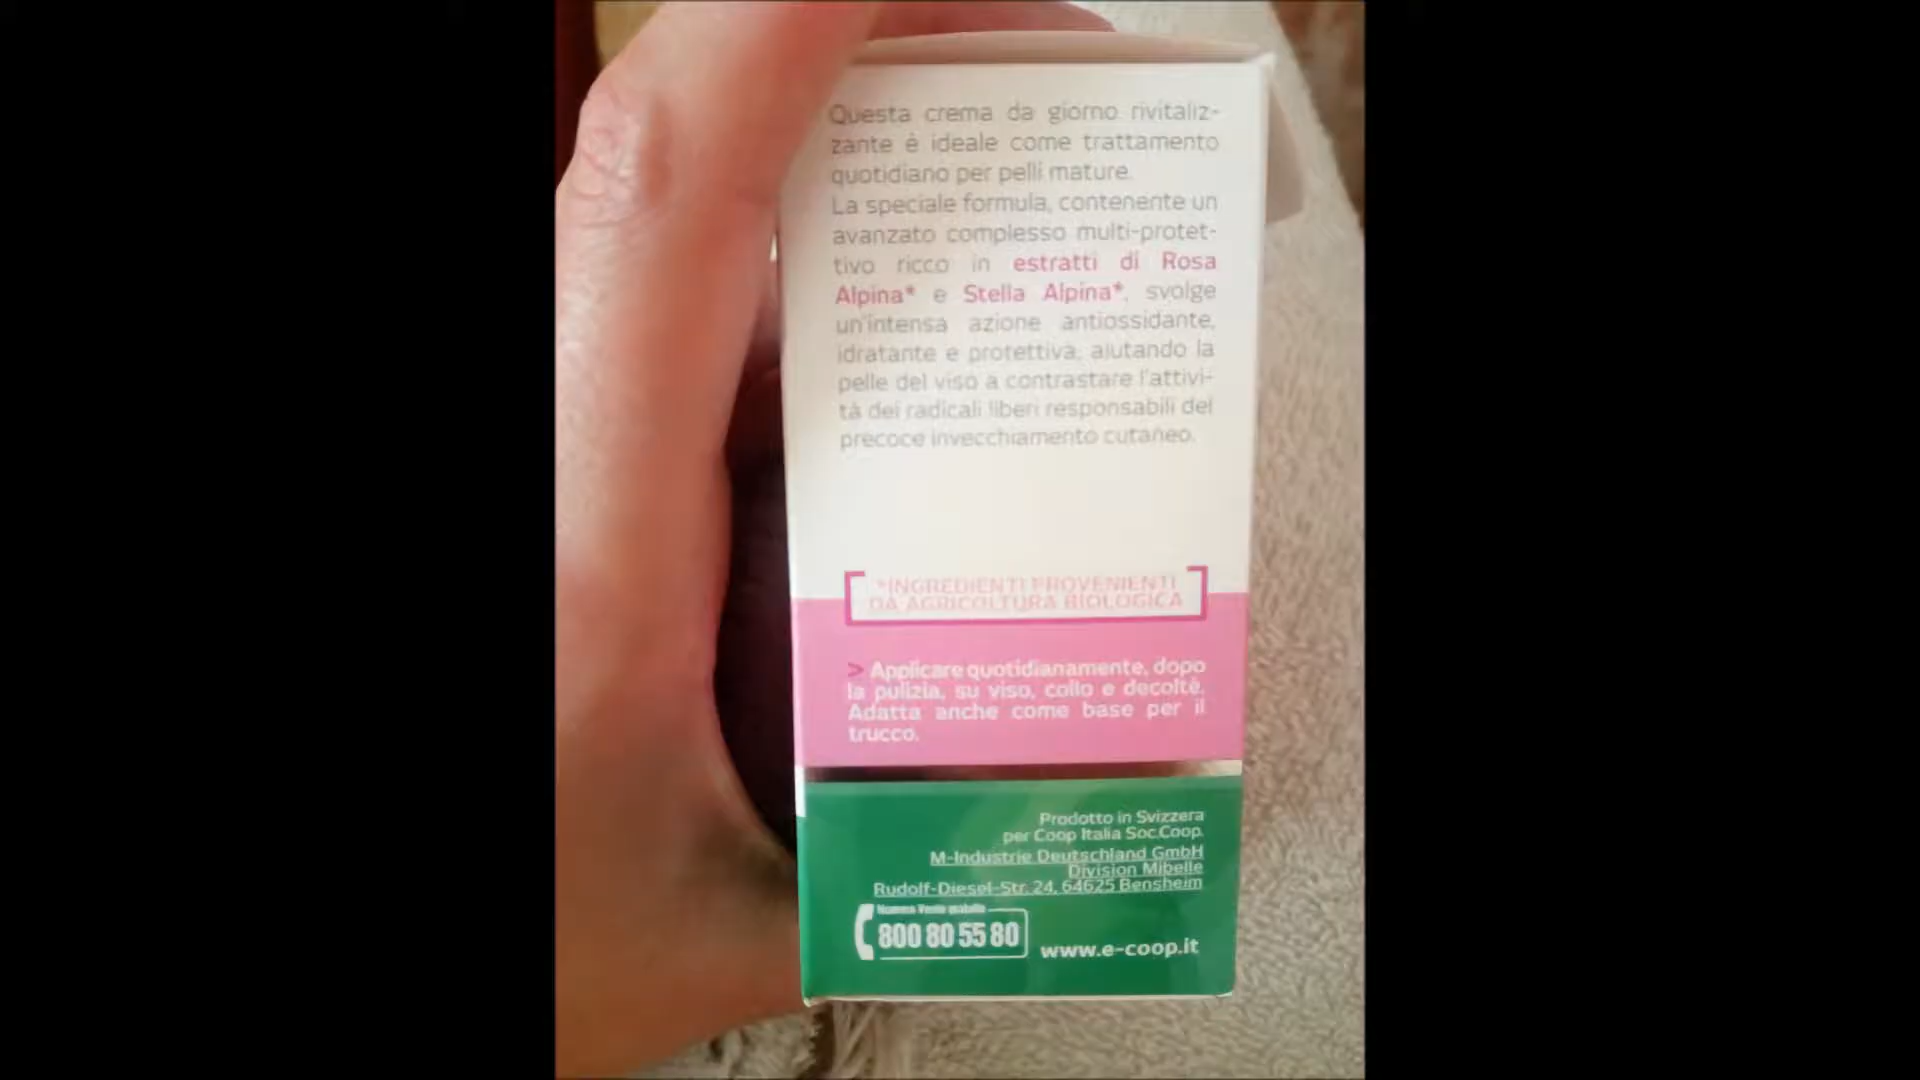 Questa crema da giorno rivitaliz-
zante è ideale come trattamento
quotidiano per pelli mature.
La speciale formula, contenente un
avanzato complesso multi-protet-
tivo ricco in estratti di Rosa
Alpina* e Stella Alpina*, svolge
un'intensa azione antiossidante,
idratante e protettiva, aiutando la
pelle del viso a contrastare l'attivi-
tà dei radicali liberi responsabili del
precoce invecchiamento cutaneo.
*INGREDIENTI PROVENIENTI
DA AGRICOLTURA BIOLOGICA
> Applicare quotidianamente, dopo
la pulizia, su viso, collo e decoltè.
Adatta anche come base per il
trucco.
Prodotto in Svizzera
per Coop Italia Soc.Coop.
M-Industrie Deutschland GmbH
Division Mibelle
Rudolf-Diesel-Str. 24, 64625 Bensheim
Numero Verde gratuito
800 80 55 80
www.e-coop.it